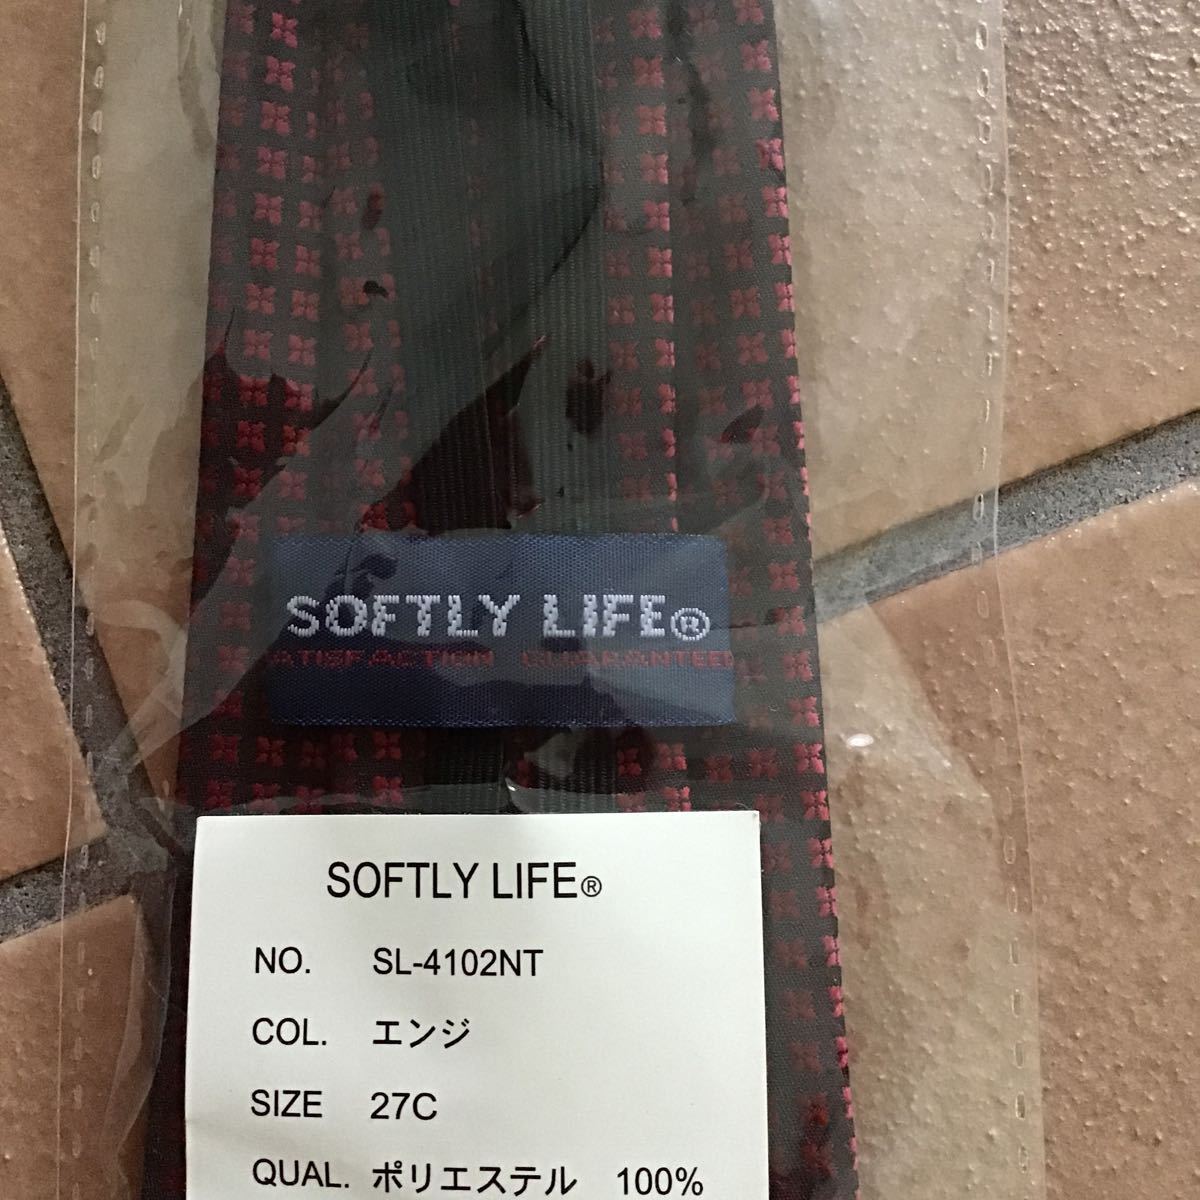 SOFTLY LIFE®
ATISFACTION GUARANTEED
SOFTLY LIFE®
NO. SL-4102NT
COL. エンジ
SIZE 27C
QUAL. ポリエステル 100%